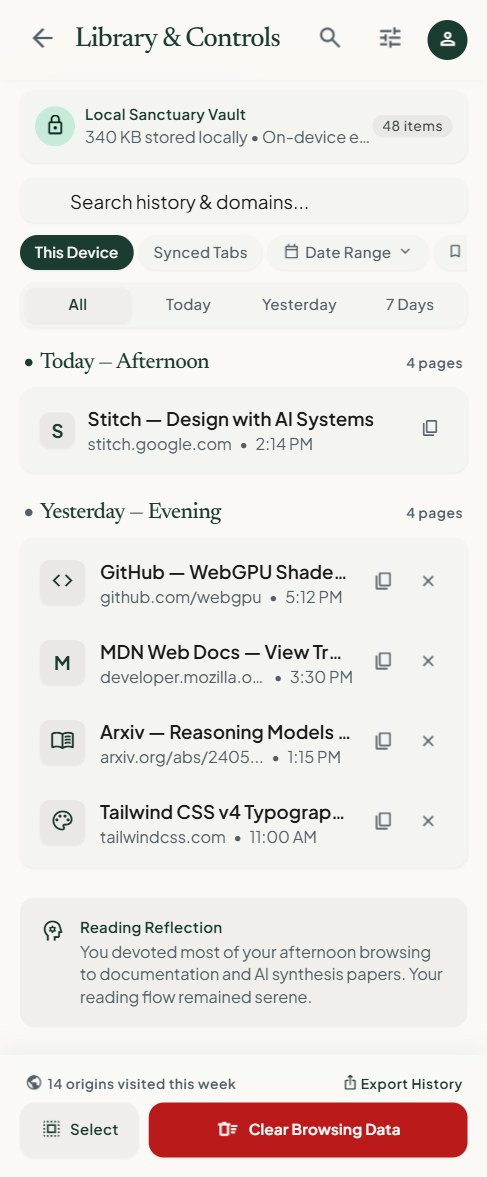 Library & Controls
Local Sanctuary Vault
340 KB stored locally • On-device e...
48 items
Search history & domains...
This Device
Synced Tabs
Date Range
All
Today
Yesterday
7 Days
• Today — Afternoon
4 pages
S
Stitch — Design with AI Systems
stitch.google.com • 2:14 PM
• Yesterday — Evening
4 pages
GitHub — WebGPU Shade...
github.com/webgpu • 5:12 PM
M
MDN Web Docs — View Tr...
developer.mozilla.o... • 3:30 PM
Arxiv — Reasoning Models ...
arxiv.org/abs/2405... • 1:15 PM
Tailwind CSS v4 Typograp...
tailwindcss.com • 11:00 AM
Reading Reflection
You devoted most of your afternoon browsing
to documentation and AI synthesis papers. Your
reading flow remained serene.
14 origins visited this week
Export History
Select
Clear Browsing Data